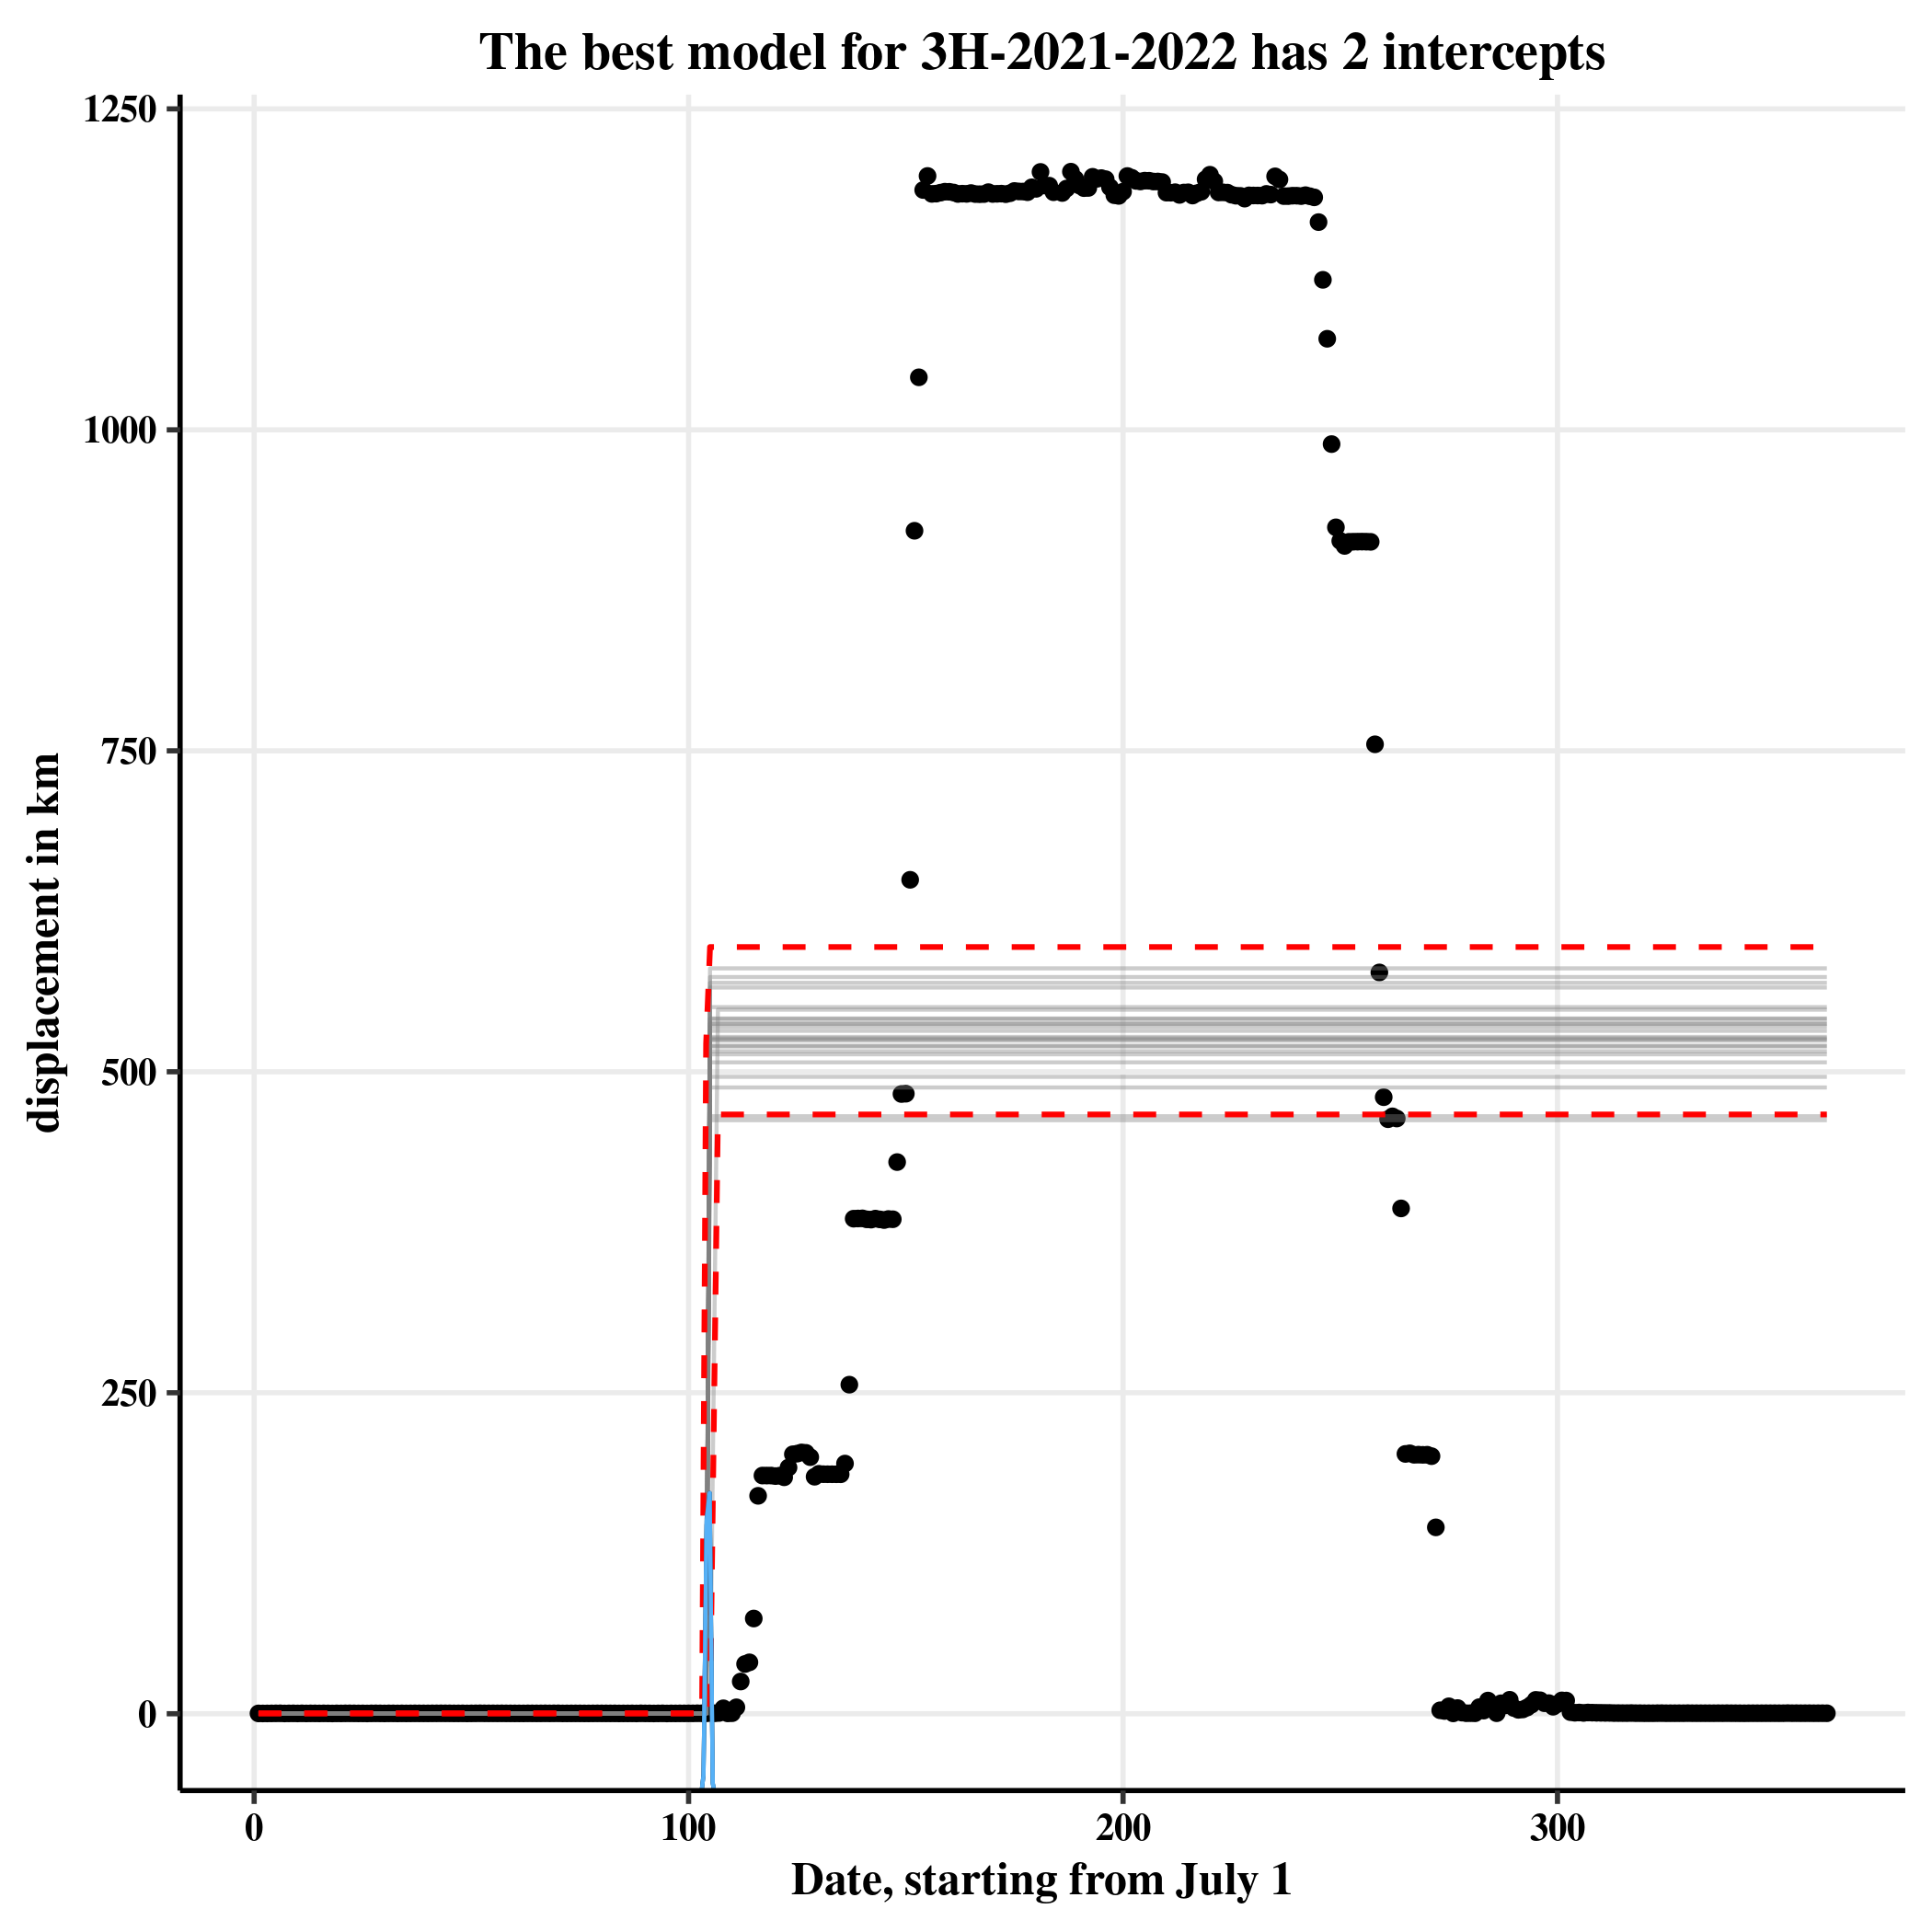 The best model for 3H-2021-2022 has 2 intercepts
1250
1000
750
500
250
0
displacement in km
0 100 200 300
Date, starting from July 1